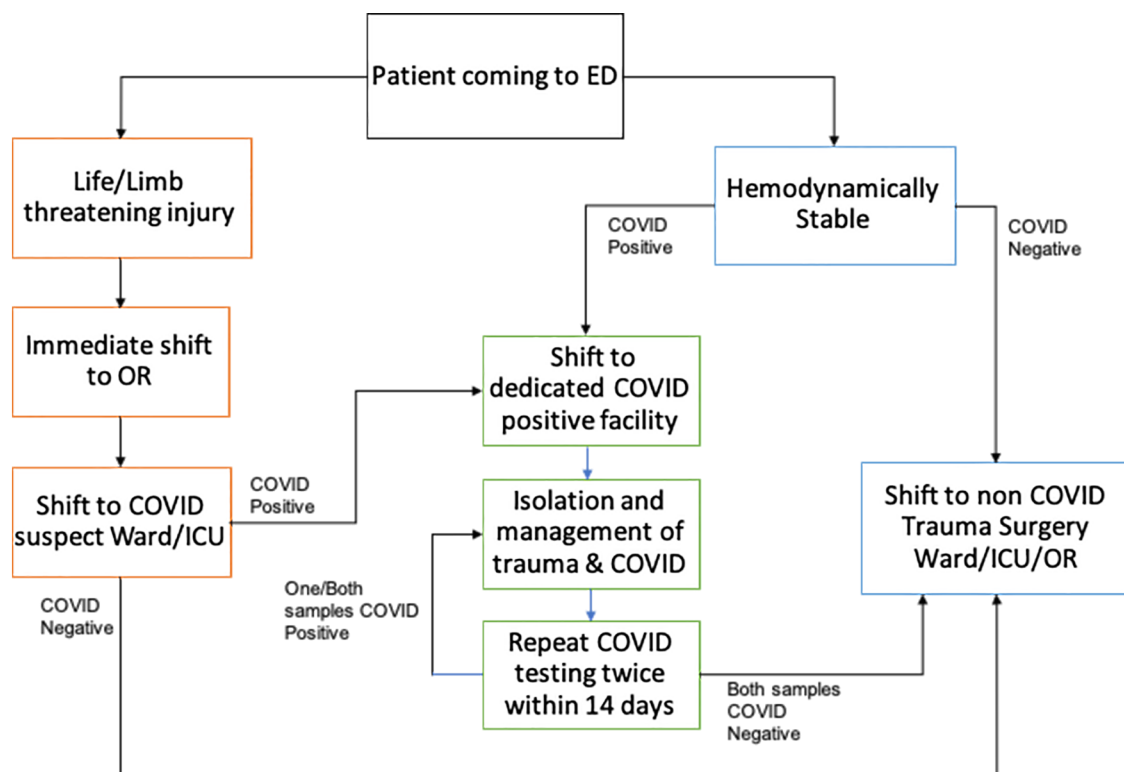 Patient coming to ED
Life/Limb
threatening injury
Hemodynamically
Stable
COVID
Positive
COVID
Negative
Immediate shift
to OR
Shift to
dedicated COVID
positive facility
Shift to COVID
suspect Ward/ICU
COVID
Positive
Isolation and
management of
trauma & COVID
Shift to non COVID
Trauma Surgery
Ward/ICU/OR
COVID
Negative
One/Both
samples COVID
Positive
Repeat COVID
testing twice
within 14 days
Both samples
COVID
Negative